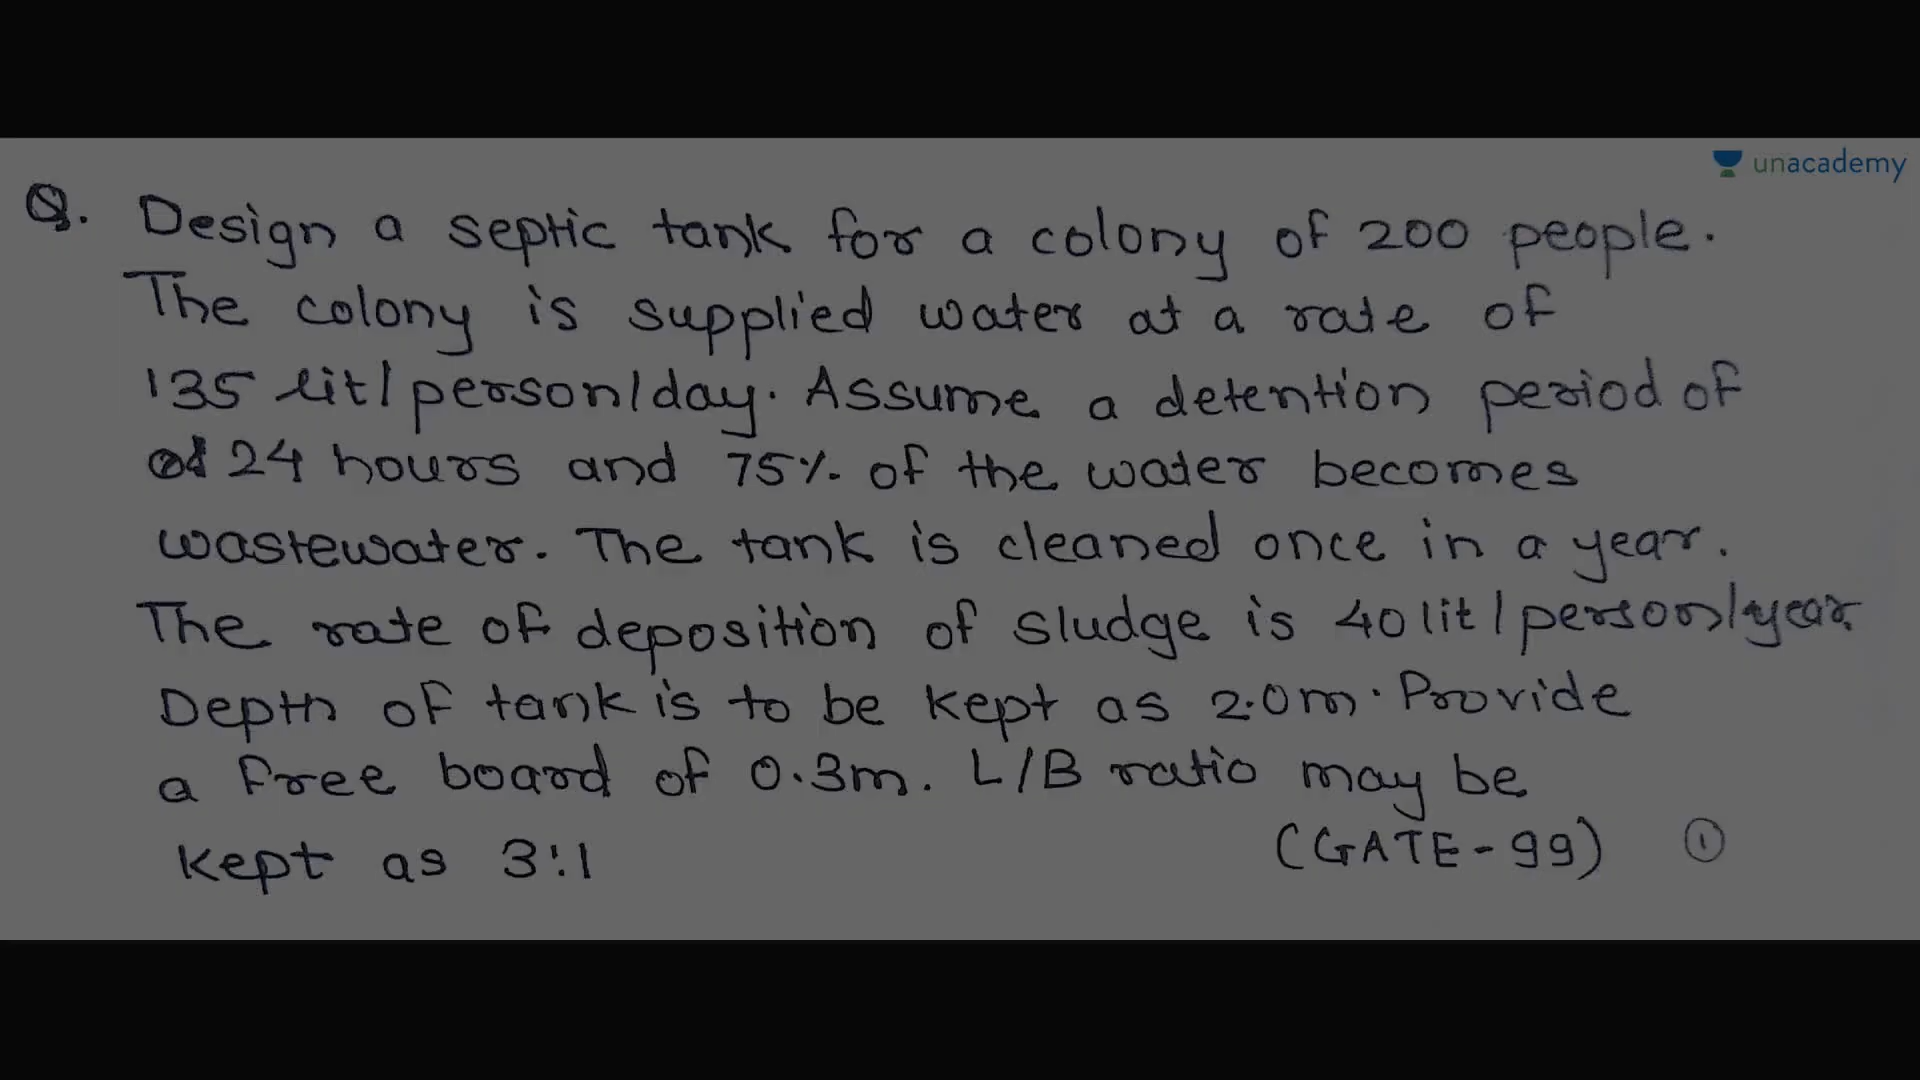 unacademy
Q. Design a septic tank for a colony of 200 people.
The colony is supplied water at a rate of
135 lit/person/day. Assume a detention period of
of 24 hours and 75% of the water becomes
wastewater. The tank is cleaned once in a year.
The rate of deposition of sludge is 40 lit/person/year.
Depth of tank is to be kept as 2.0m. Provide
a free board of 0.3m. L/B ratio may be
kept as 3:1 (GATE-99) 1